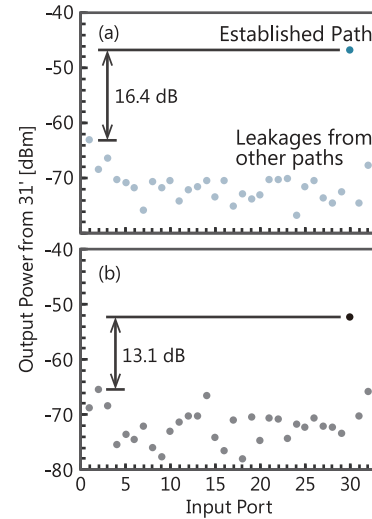 (a)
Established Path
16.4 dB
Leakages from
other paths
-40
-50
-60
-70
(b)
13.1 dB
-40
-50
-60
-70
-80
0 5 10 15 20 25 30
Input Port
Output Power from 31' [dBm]